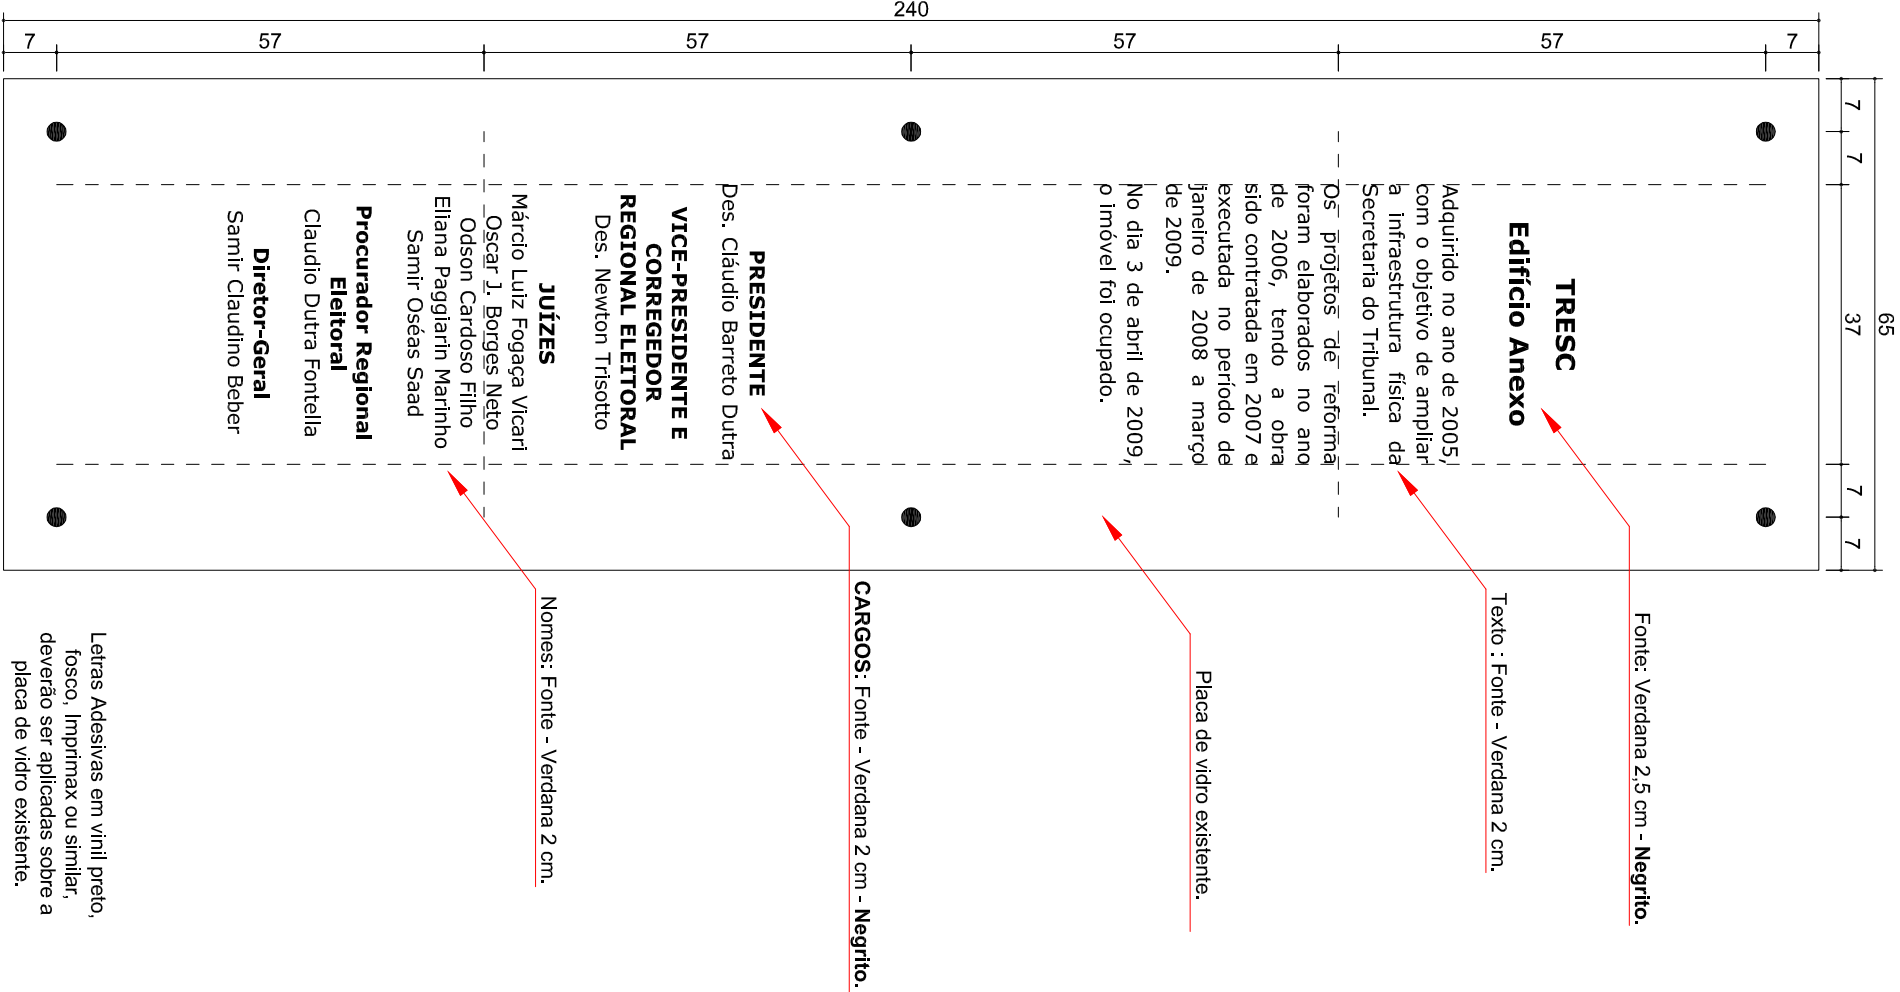 TRESC
Edifício Anexo
Adquirido no ano de 2005,
com o objetivo de ampliar
a infraestrutura física da
Secretaria do Tribunal.
Os projetos de reforma
foram elaborados no ano
de 2006, tendo a obra
sido contratada em 2007 e
executada no período de
janeiro de 2008 a março
de 2009.
No dia 3 de abril de 2009,
o imóvel foi ocupado.
PRESIDENTE
Des. Cláudio Barreto Dutra
VICE-PRESIDENTE E
CORREGEDOR
REGIONAL ELEITORAL
Des. Newton Trisotto
JUÍZES
Márcio Luiz Fogaça Vicari
Oscar J. Borges Neto
Odson Cardoso Filho
Eliana Paggiarin Marinho
Samir Oséas Saad
Procurador Regional
Eleitoral
Claudio Dutra Fontella
Diretor-Geral
Samir Claudino Beber
Fonte: Verdana 2,5 cm - Negrito.
Texto : Fonte - Verdana 2 cm.
Placa de vidro existente.
CARGOS: Fonte - Verdana 2 cm - Negrito.
Nomes: Fonte - Verdana 2 cm.
Letras Adesivas em vinil preto,
fosco, Imprimax ou similar,
deverão ser aplicadas sobre a
placa de vidro existente.
240
7
57
57
57
57
7
7
7
37
7
7
65